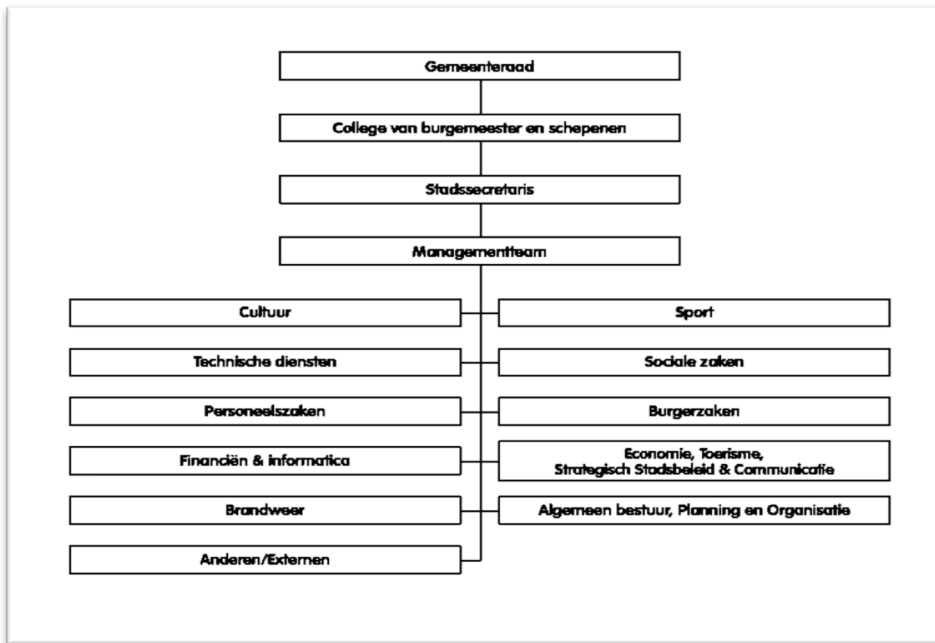 Gemeenteraad
College van burgemeester en schepenen
Stadssecretaris
Managementteam
Cultuur
Sport
Technische diensten
Sociale zaken
Personeelszaken
Burgerzaken
Financiën & informatica
Economie, Toerisme,
Strategisch Stadsbeleid & Communicatie
Brandweer
Algemeen bestuur, Planning en Organisatie
Anderen/Externen